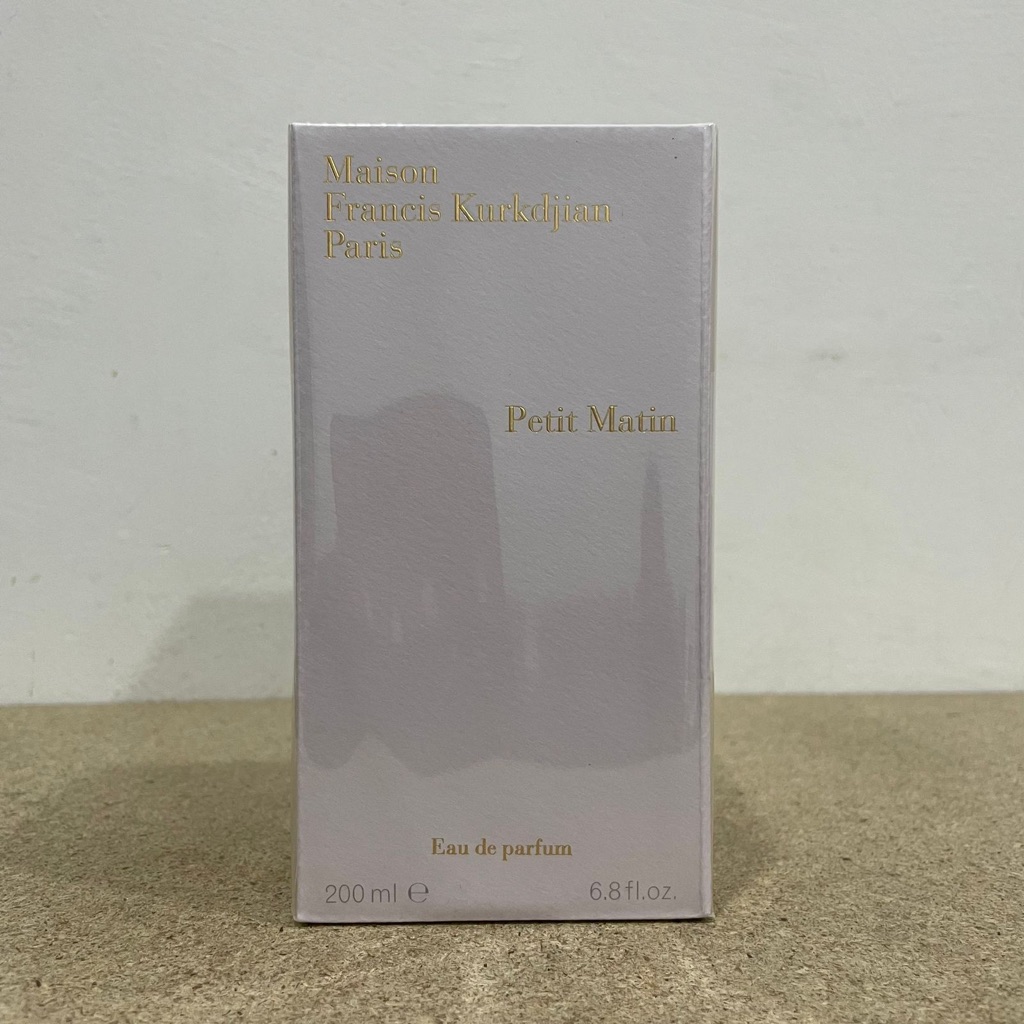 Maison
Francis Kurkdjian
Paris
Petit Matin
Eau de parfum
200 ml ℮
6.8 fl.oz.